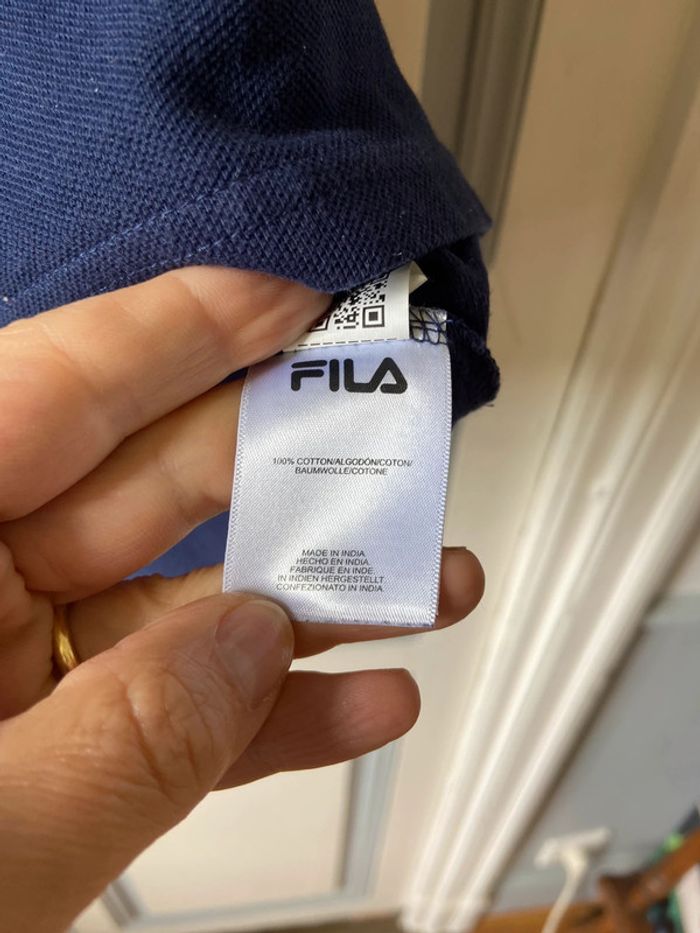 FILA
100% COTTON/ALGODÓN/COTON/
BAUMWOLLE/COTONE
MADE IN INDIA
HECHO EN INDIA
FABRIQUE EN INDE.
IN INDIEN HERGESTELLT.
CONFEZIONATO IN INDIA.